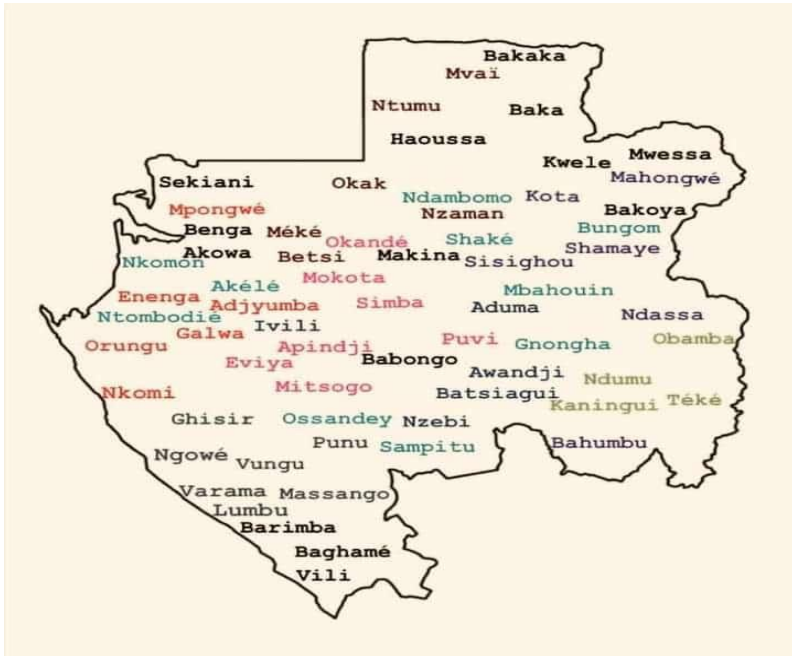 Bakaka
Mvaï
Ntumu
Baka
Haoussa
Kwele
Mwessa
Sekiani
Okak
Mahongwé
Ndambomo
Kota
Mpongwé
Nzaman
Bakoya
Benga
Méké
Bungom
Okandé
Shaké
Shamaye
Akowa
Betsi
Makina
Sisighou
Nkomon
Mokota
Akélé
Mbahouin
Enenga
Adjyumba
Simba
Aduma
Ntombodié
Ivili
Ndassa
Galwa
Orungu
Apindji
Puvi
Gnongha
Obamba
Eviya
Babongo
Awandji
Ndumu
Nkomi
Mitsogo
Batsiagui
Kaningui
Téké
Ghisir
Ossandey
Nzebi
Punu
Sampitu
Bahumbu
Ngowé
Vungu
Varama
Massango
Lumbu
Barimba
Baghamé
Vili